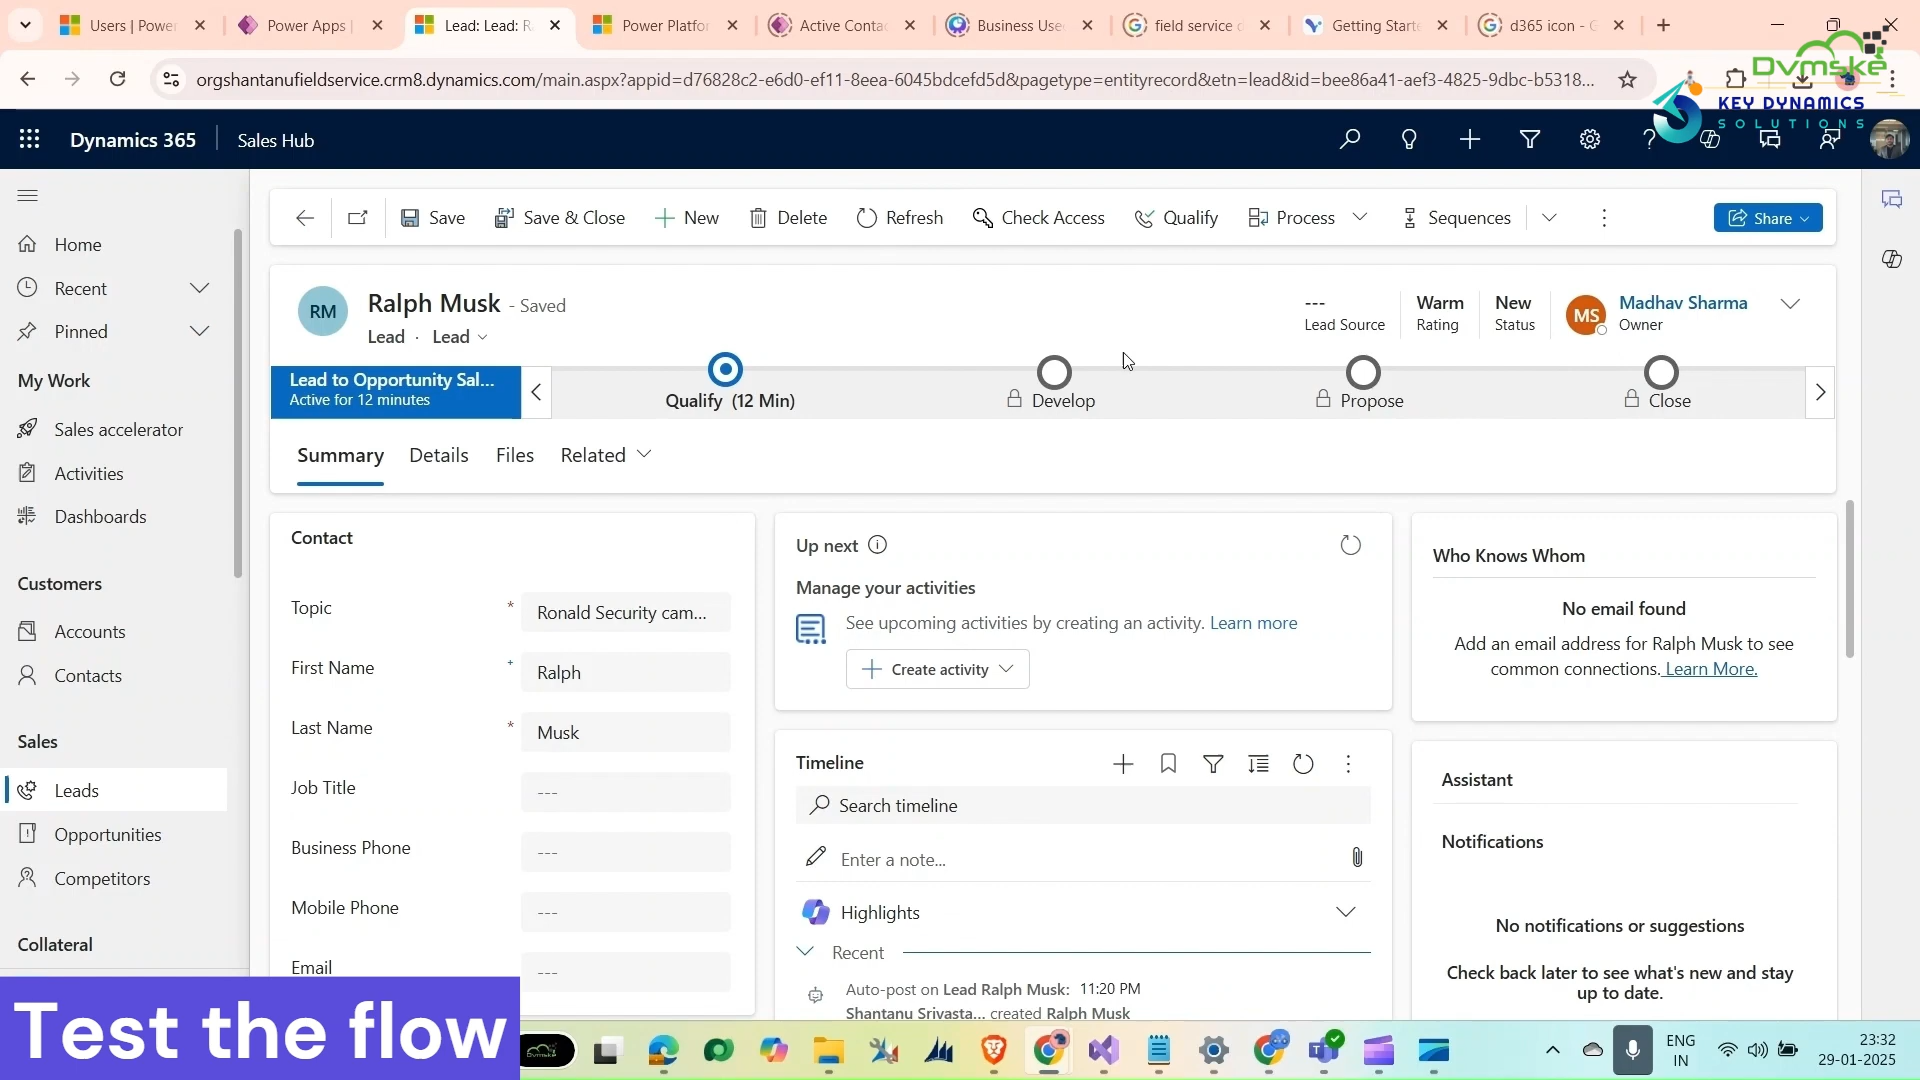 Users | Power
Power Apps |
Lead: Lead: R
Power Platfor
Active Contac
Business Use
field service d
Getting Starte
d365 icon - G
orgshantanufieldservice.crm8.dynamics.com/main.aspx?appid=d76828c2-e6d0-ef11-8eea-6045bdcefd5d&pagetype=entityrecord&etn=lead&id=bee86a41-aef3-4825-9dbc-b5318...
Dvmske
KEY DYNAMICS
SOLUTIONS
Dynamics 365
Sales Hub
Save
Save & Close
New
Delete
Refresh
Check Access
Qualify
Process
Sequences
Share
Home
Recent
Pinned
My Work
Sales accelerator
Activities
Dashboards
Customers
Accounts
Contacts
Sales
Leads
Opportunities
Competitors
Collateral
RM
Ralph Musk - Saved
Lead · Lead
---
Lead Source
Warm
Rating
New
Status
MS
Madhav Sharma
Owner
Lead to Opportunity Sal...
Active for 12 minutes
Qualify (12 Min)
Develop
Propose
Close
Summary
Details
Files
Related
Contact
Topic * Ronald Security cam...
First Name + Ralph
Last Name * Musk
Job Title ---
Business Phone ---
Mobile Phone ---
Email ---
Up next
Manage your activities
See upcoming activities by creating an activity. Learn more
Create activity
Timeline
Search timeline
Enter a note...
Highlights
Recent
Auto-post on Lead Ralph Musk: 11:20 PM
Shantanu Srivasta... created Ralph Musk
Who Knows Whom
No email found
Add an email address for Ralph Musk to see
common connections. Learn More.
Assistant
Notifications
No notifications or suggestions
Check back later to see what's new and stay
up to date.
Test the flow
Dvmske
ENG
IN
23:32
29-01-2025